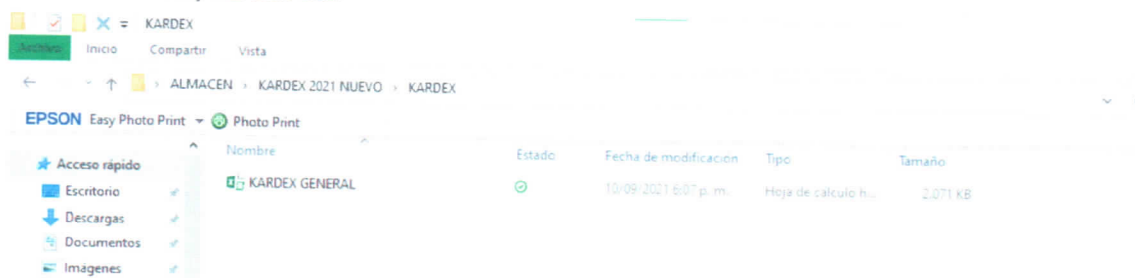 KARDEX
Archivo Inicio Compartir Vista
ALMACEN > KARDEX 2021 NUEVO > KARDEX
EPSON Easy Photo Print Photo Print
Nombre Estado Fecha de modificación Tipo Tamaño
Acceso rápido
KARDEX GENERAL 10/09/2021 6:07 p. m. Hoja de cálculo h... 2,071 KB
Escritorio
Descargas
Documentos
Imágenes